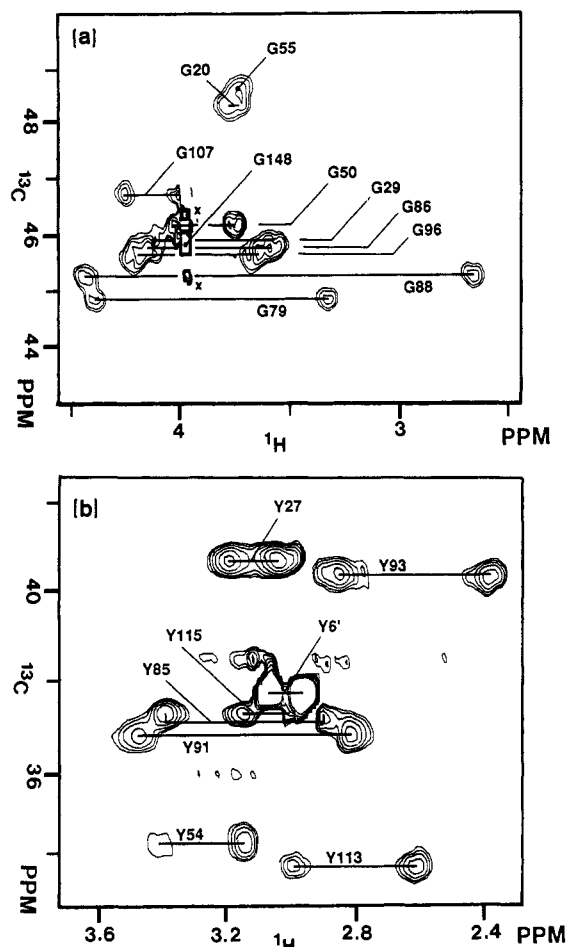 (a)
G55
G20
48
G107
G148
G50
G29
G86
G96
13C
x
46
x
G88
G79
44
PPM
4
1H
3
PPM
(b)
Y27
40
Y93
Y115
Y6'
13C
Y85
Y91
36
Y54
Y113
PPM
3.6
3.2
1H
2.8
2.4
PPM